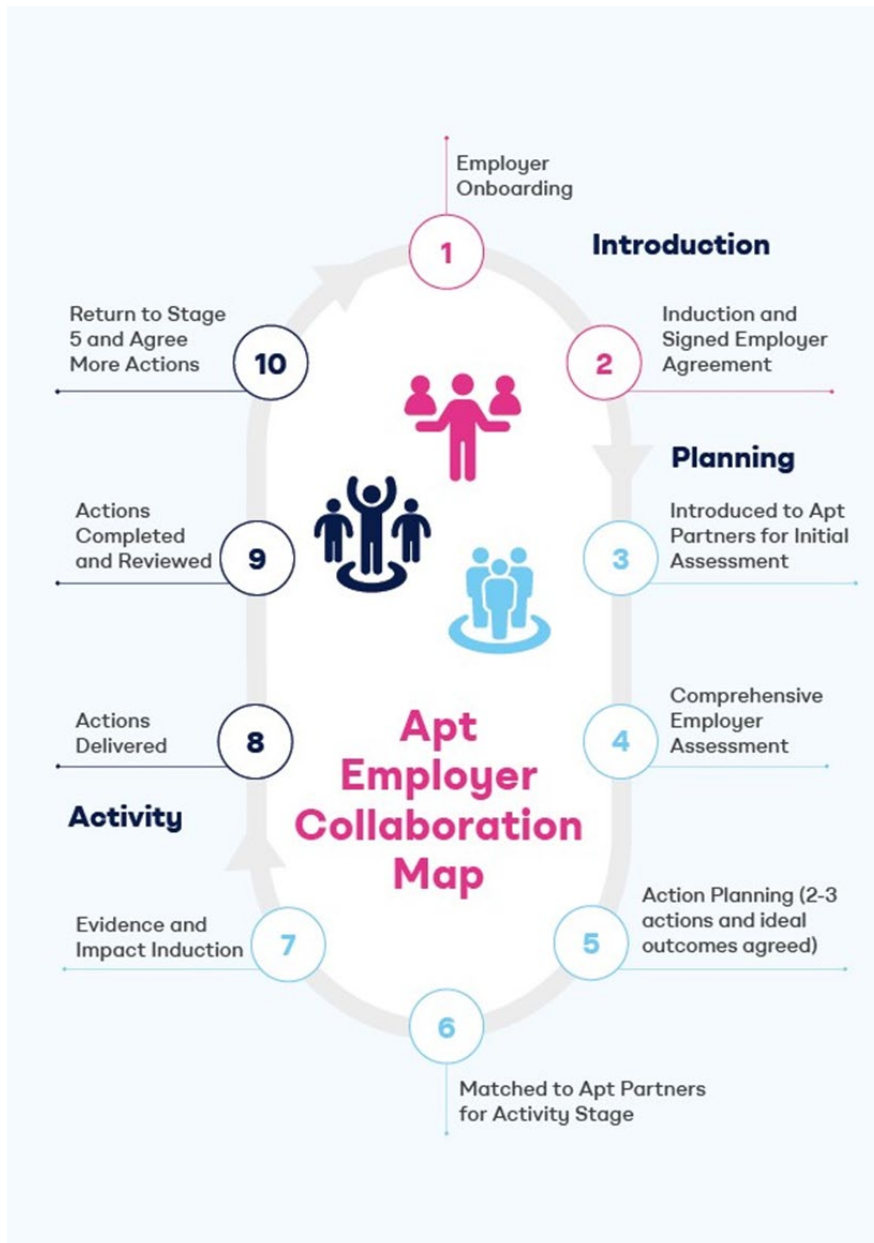 Employer
Onboarding
1
Introduction
Induction and
Signed Employer
Agreement
2
Planning
Introduced to Apt
Partners for Initial
Assessment
3
Comprehensive
Employer
Assessment
4
Action Planning (2-3
actions and ideal
outcomes agreed)
5
6
Matched to Apt Partners
for Activity Stage
Evidence and
Impact Induction
7
Activity
Actions
Delivered
8
Actions
Completed
and Reviewed
9
Return to Stage
5 and Agree
More Actions
10
Apt
Employer
Collaboration
Map